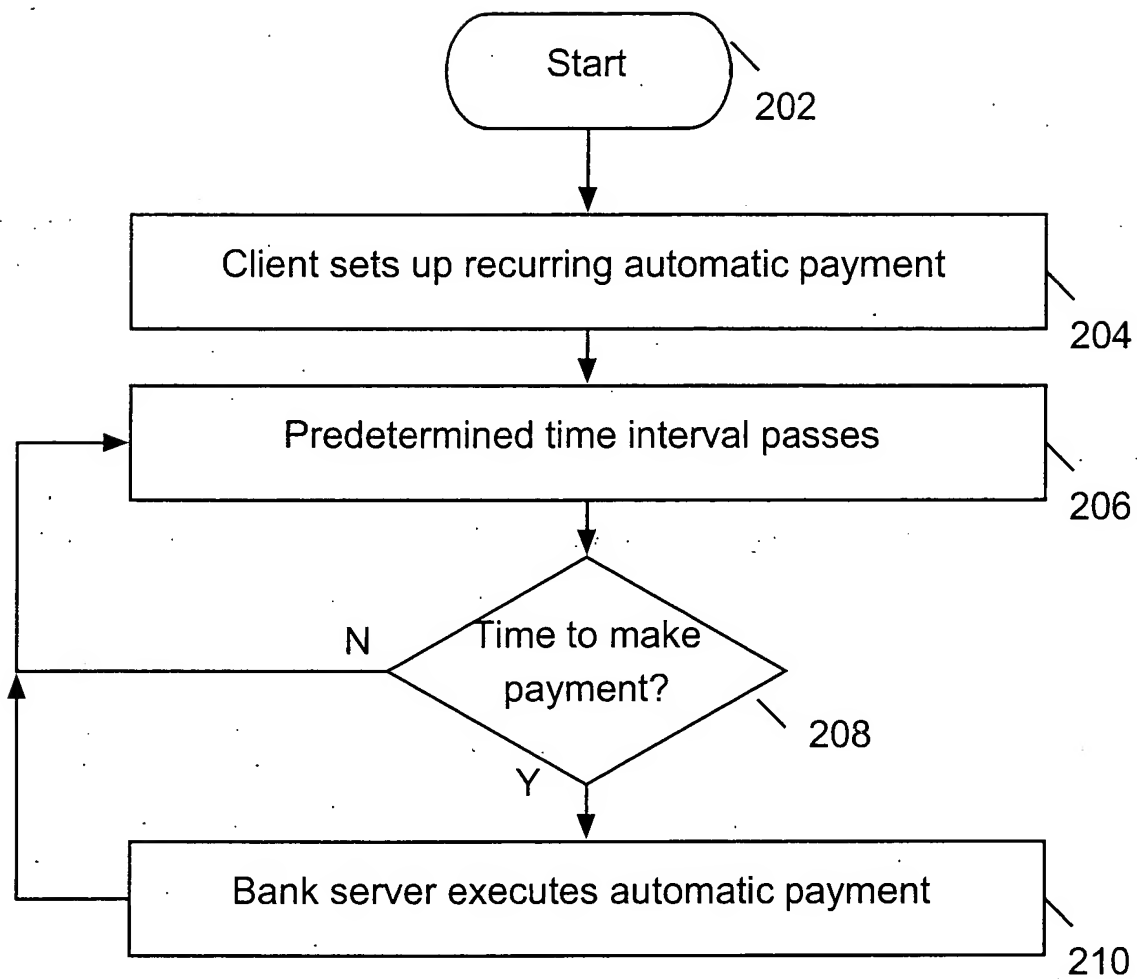 Start
202
Client sets up recurring automatic payment
204
Predetermined time interval passes
206
N
Time to make
payment?
208
Y
Bank server executes automatic payment
210